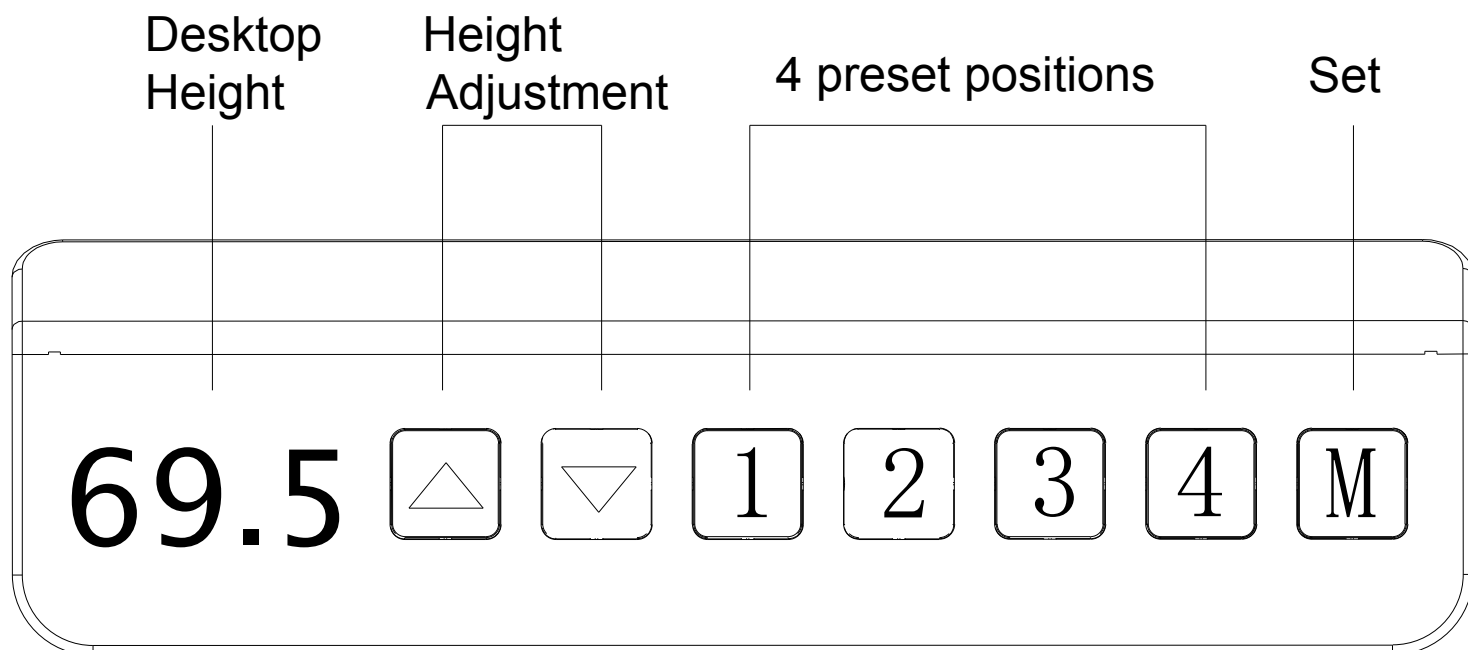 Desktop
Height
Height
Adjustment
4 preset positions
Set
69.5
1
2
3
4
M